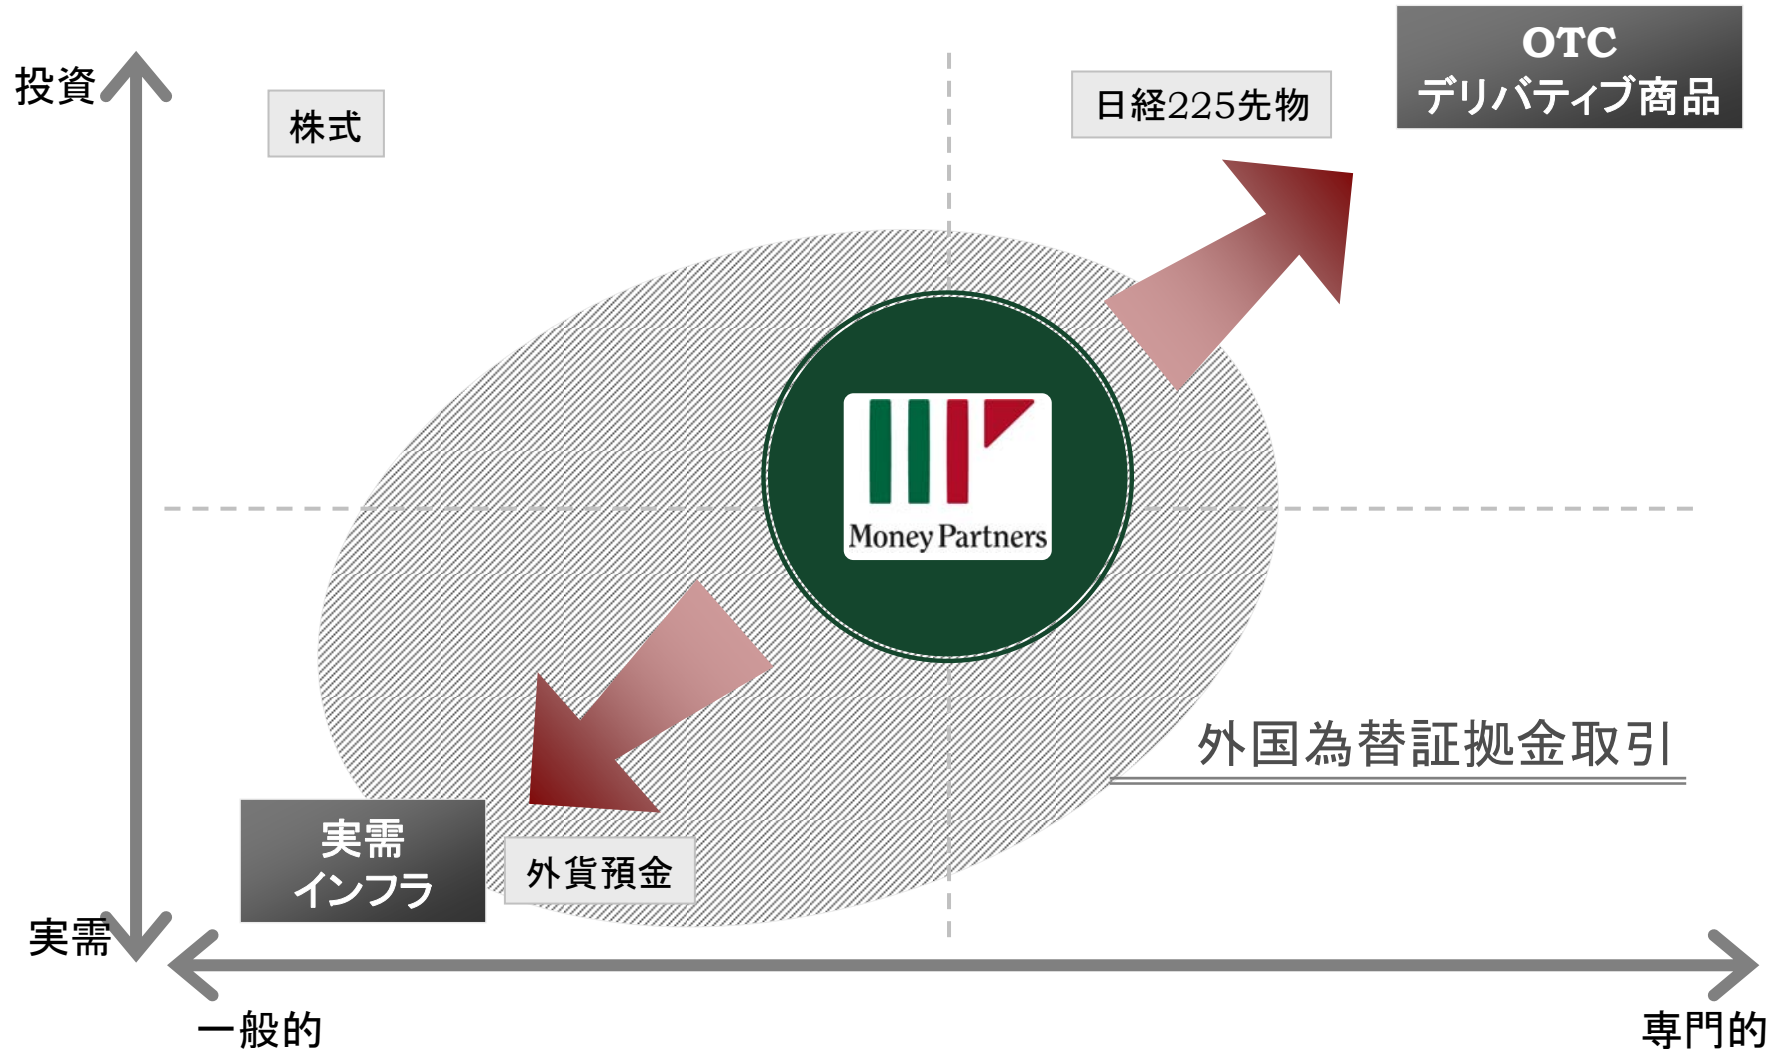 OTC
デリバティブ商品
投資
株式
日経225先物
Money Partners
外国為替証拠金取引
実需
インフラ
外貨預金
実需
一般的
専門的